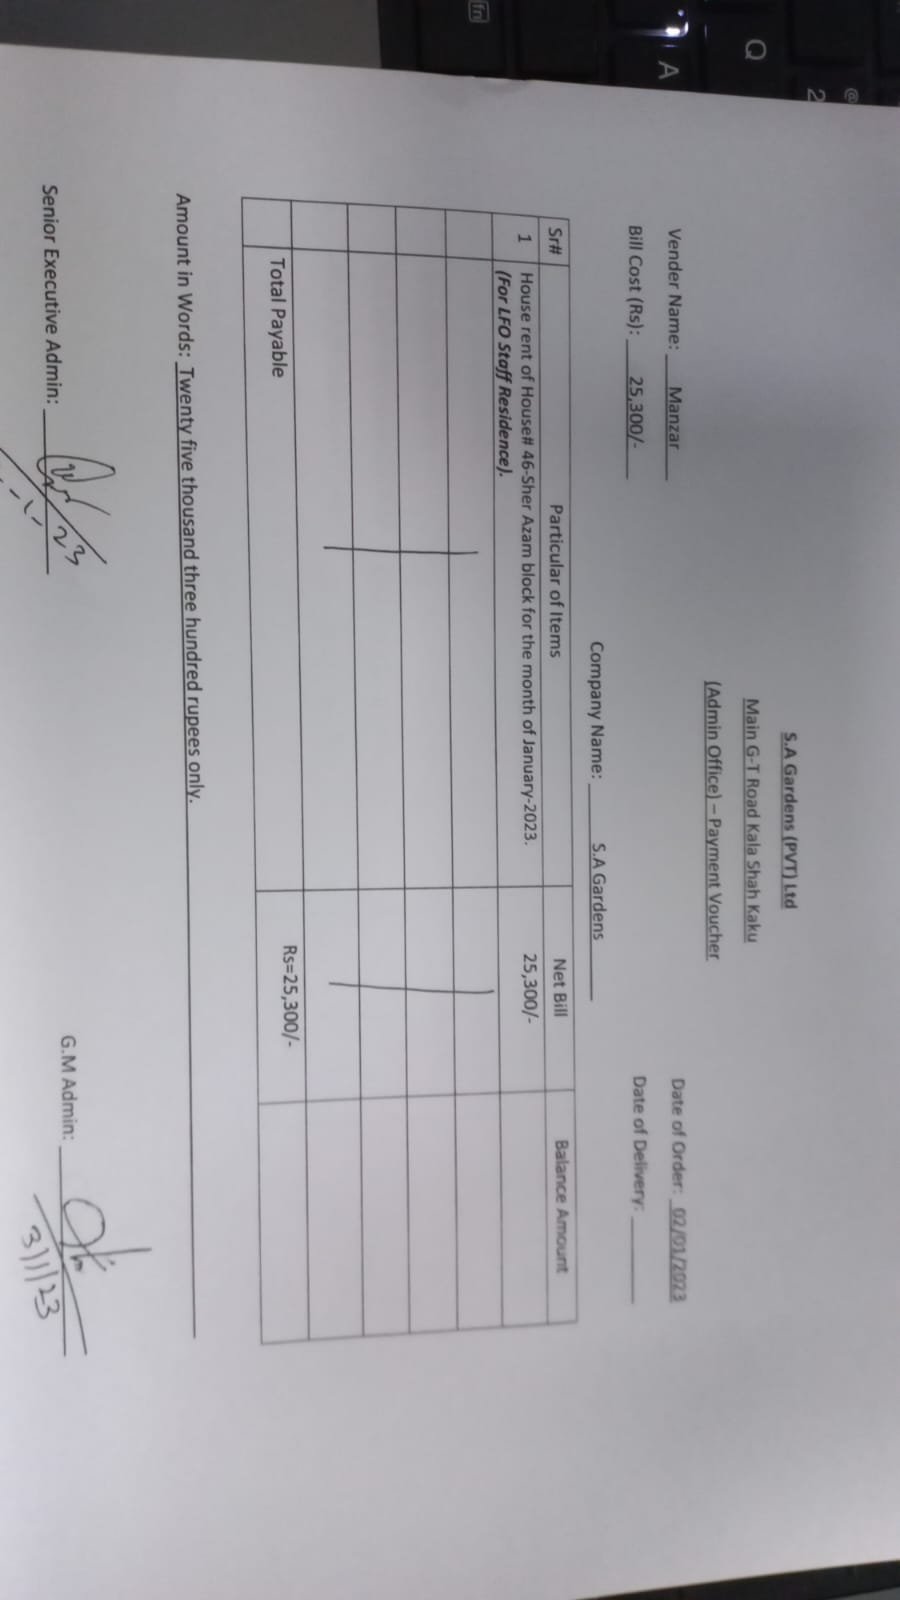 S.A Gardens (PVT) Ltd
Main G-T Road Kala Shah Kaku
(Admin Office) – Payment Voucher
Vender Name: Manzar
Date of Order: 02/01/2023
Bill Cost (Rs): 25,300/-
Date of Delivery:
Company Name: S.A Gardens
Sr# Particular of Items Net Bill Balance Amount
1 House rent of House# 46-Sher Azam block for the month of January-2023. 25,300/-
(For LFO Staff Residence).
Total Payable Rs=25,300/-
Amount in Words: Twenty five thousand three hundred rupees only.
Senior Executive Admin:
G.M Admin:
3/1/23
Q
A
@
2
fn